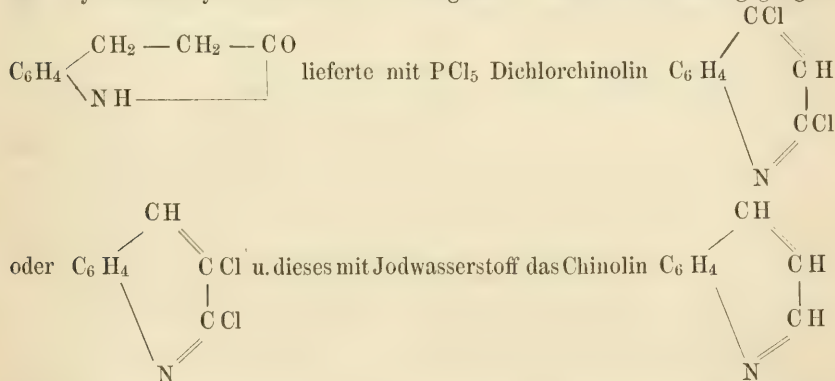 CH₂ — CH₂ — CO
C₆H₄
NH
lieferte mit PCl₅ Dichlorchinolin
CCl
C₆H₄
CH
CCl
N
oder
CH
C₆H₄
CCl
CCl
N
u. dieses mit Jodwasserstoff das Chinolin
CH
C₆H₄
CH
CH
N